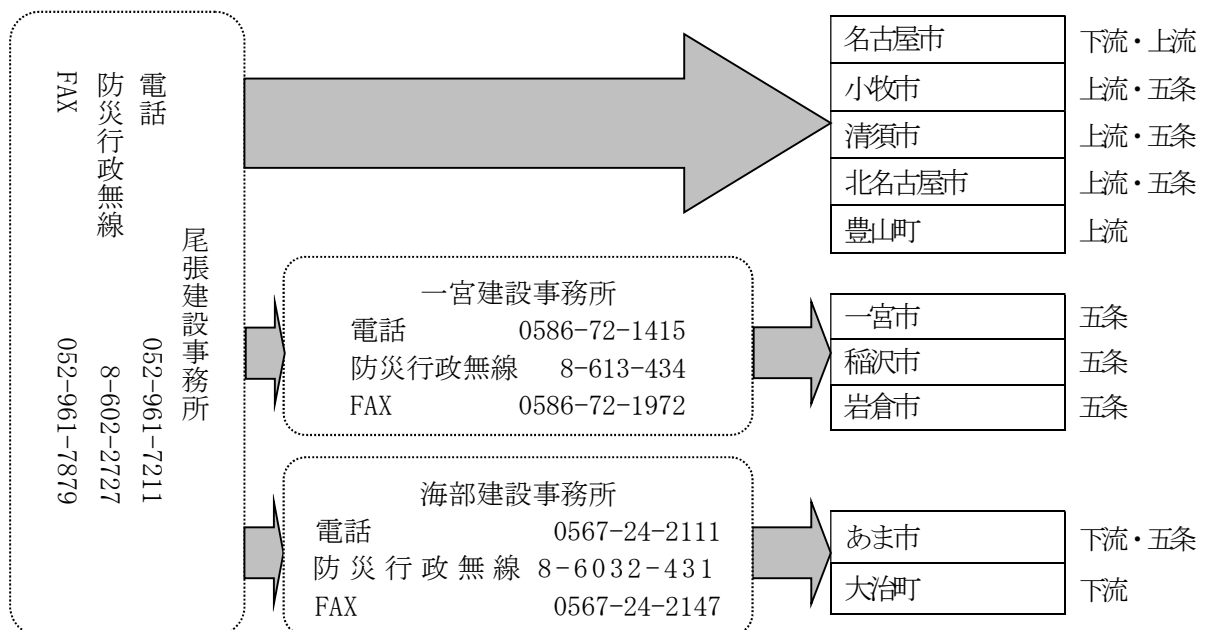 尾張建設事務所
電話 052-961-7211
防災行政無線 8-602-2727
FAX 052-961-7879
名古屋市 下流・上流
小牧市 上流・五条
清須市 上流・五条
北名古屋市 上流・五条
豊山町 上流
一宮建設事務所
電話 0586-72-1415
防災行政無線 8-613-434
FAX 0586-72-1972
一宮市 五条
稲沢市 五条
岩倉市 五条
海部建設事務所
電話 0567-24-2111
防災行政無線 8-6032-431
FAX 0567-24-2147
あま市 下流・五条
大治町 下流